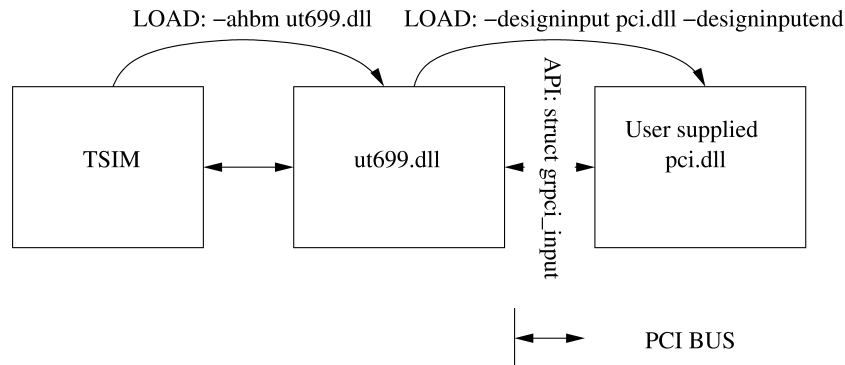 LOAD: −ahbm ut699.dll
LOAD: −designinput pci.dll −designinputend
TSIM
ut699.dll
API: struct grpci_input
User supplied
pci.dll
PCI BUS